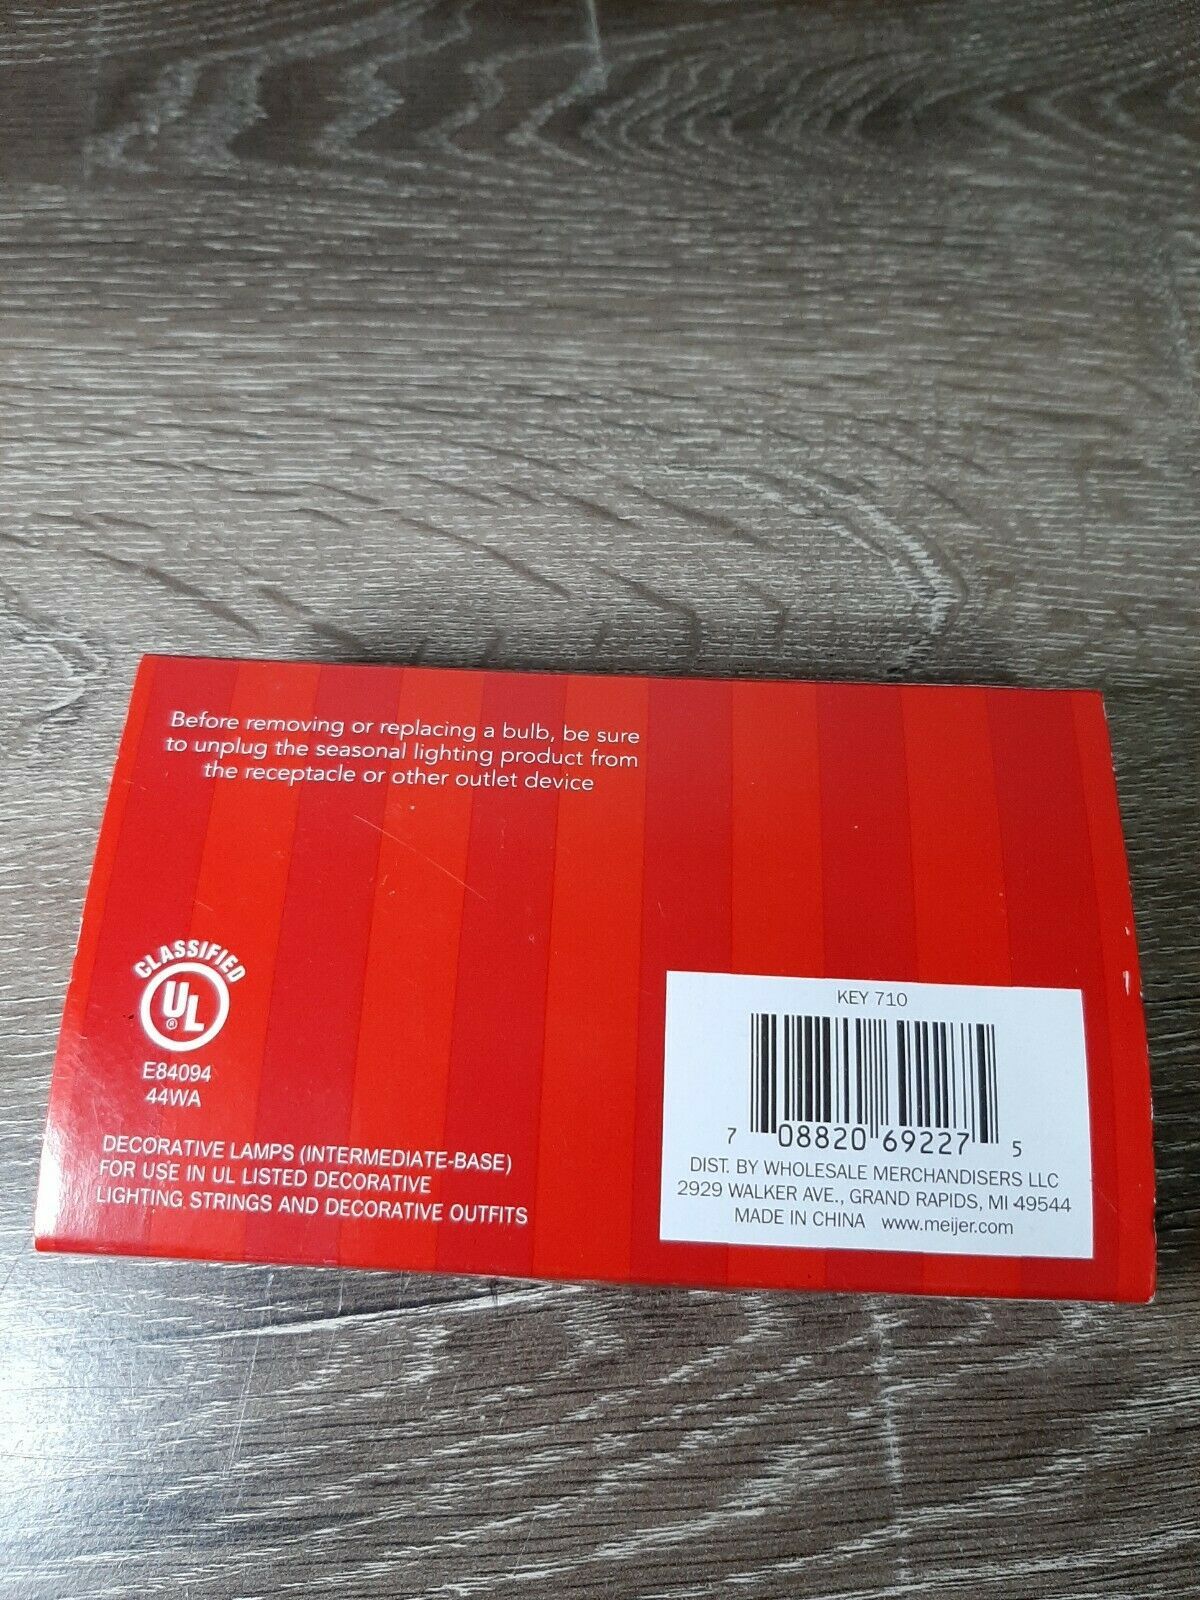 Before removing or replacing a bulb, be sure
to unplug the seasonal lighting product from
the receptacle or other outlet device
CLASSIFIED
UL®
E84094
44WA
DECORATIVE LAMPS (INTERMEDIATE-BASE)
FOR USE IN UL LISTED DECORATIVE
LIGHTING STRINGS AND DECORATIVE OUTFITS
KEY 710
7 08820 69227 5
DIST. BY WHOLESALE MERCHANDISERS LLC
2929 WALKER AVE., GRAND RAPIDS, MI 49544
MADE IN CHINA www.meijer.com